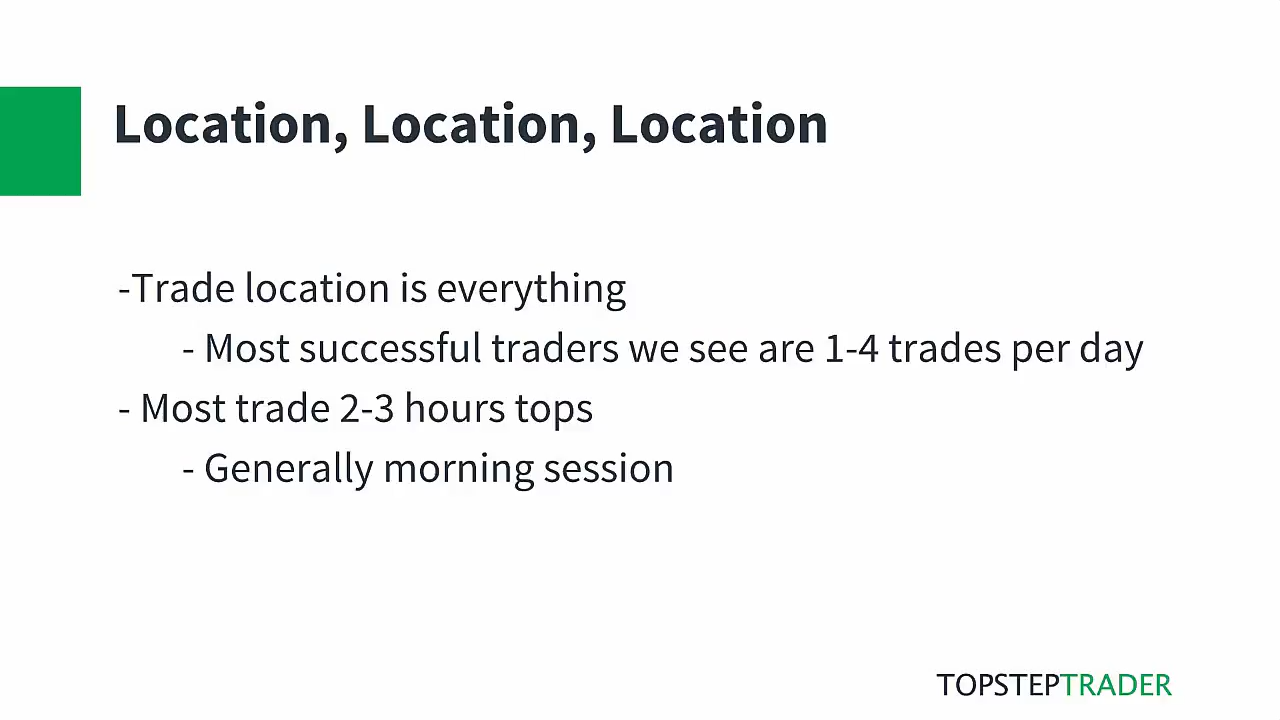 Location, Location, Location
-Trade location is everything
- Most successful traders we see are 1-4 trades per day
- Most trade 2-3 hours tops
- Generally morning session
TOPSTEPTRADER